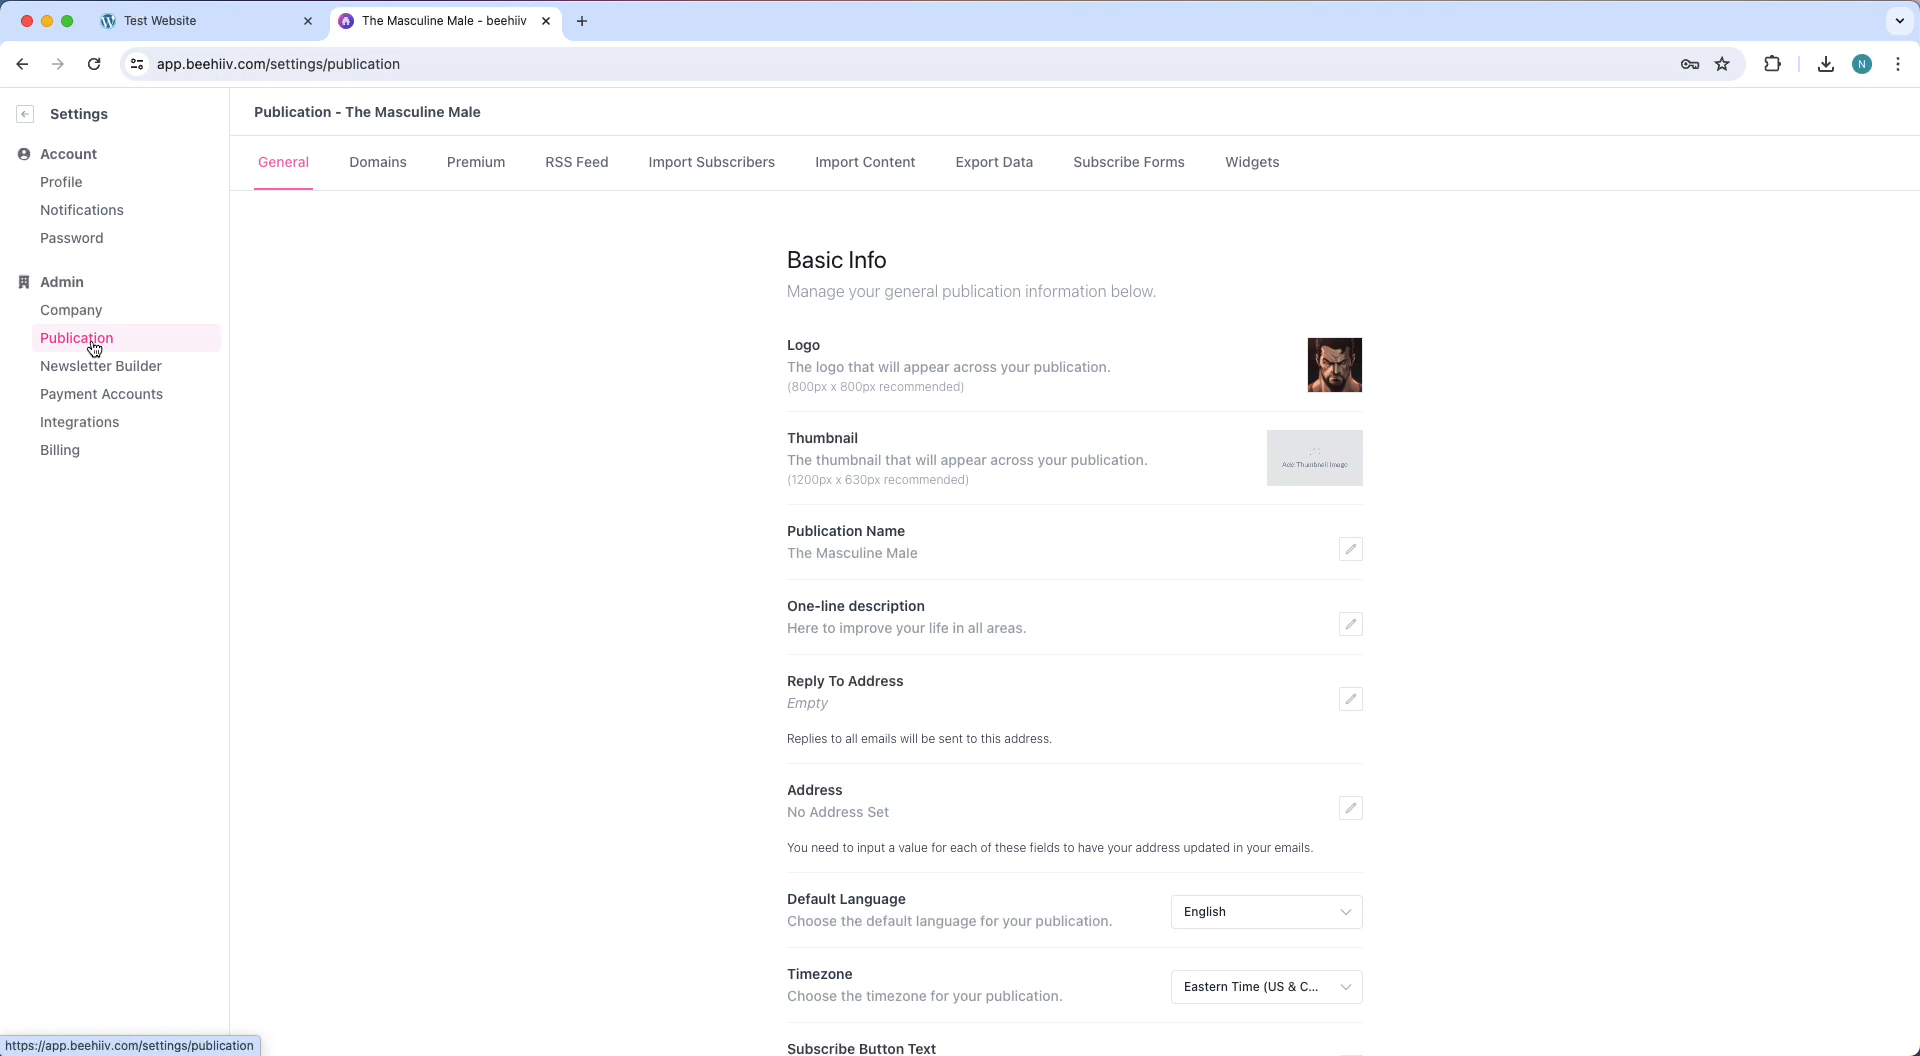 Test Website
The Masculine Male - beehiiv
app.beehiiv.com/settings/publication
N
Settings
Account
Profile
Notifications
Password
Admin
Company
Publication
Newsletter Builder
Payment Accounts
Integrations
Billing
Publication - The Masculine Male
General Domains Premium RSS Feed Import Subscribers Import Content Export Data Subscribe Forms Widgets
Basic Info
Manage your general publication information below.
Logo
The logo that will appear across your publication.
(800px x 800px recommended)
Thumbnail
The thumbnail that will appear across your publication.
(1200px x 630px recommended)
Add Thumbnail Image
Publication Name
The Masculine Male
One-line description
Here to improve your life in all areas.
Reply To Address
Empty
Replies to all emails will be sent to this address.
Address
No Address Set
You need to input a value for each of these fields to have your address updated in your emails.
Default Language
Choose the default language for your publication.
English
Timezone
Choose the timezone for your publication.
Eastern Time (US & C...
Subscribe Button Text
https://app.beehiiv.com/settings/publication